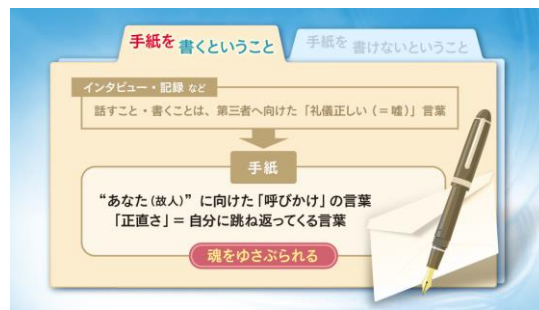 手紙を 書くということ
手紙を 書けないということ
インタビュー・記録 など
話すこと・書くことは、第三者へ向けた「礼儀正しい(=嘘)」言葉
手紙
“あなた(故人)”に向けた「呼びかけ」の言葉
「正直さ」=自分に跳ね返ってくる言葉
魂をゆさぶられる